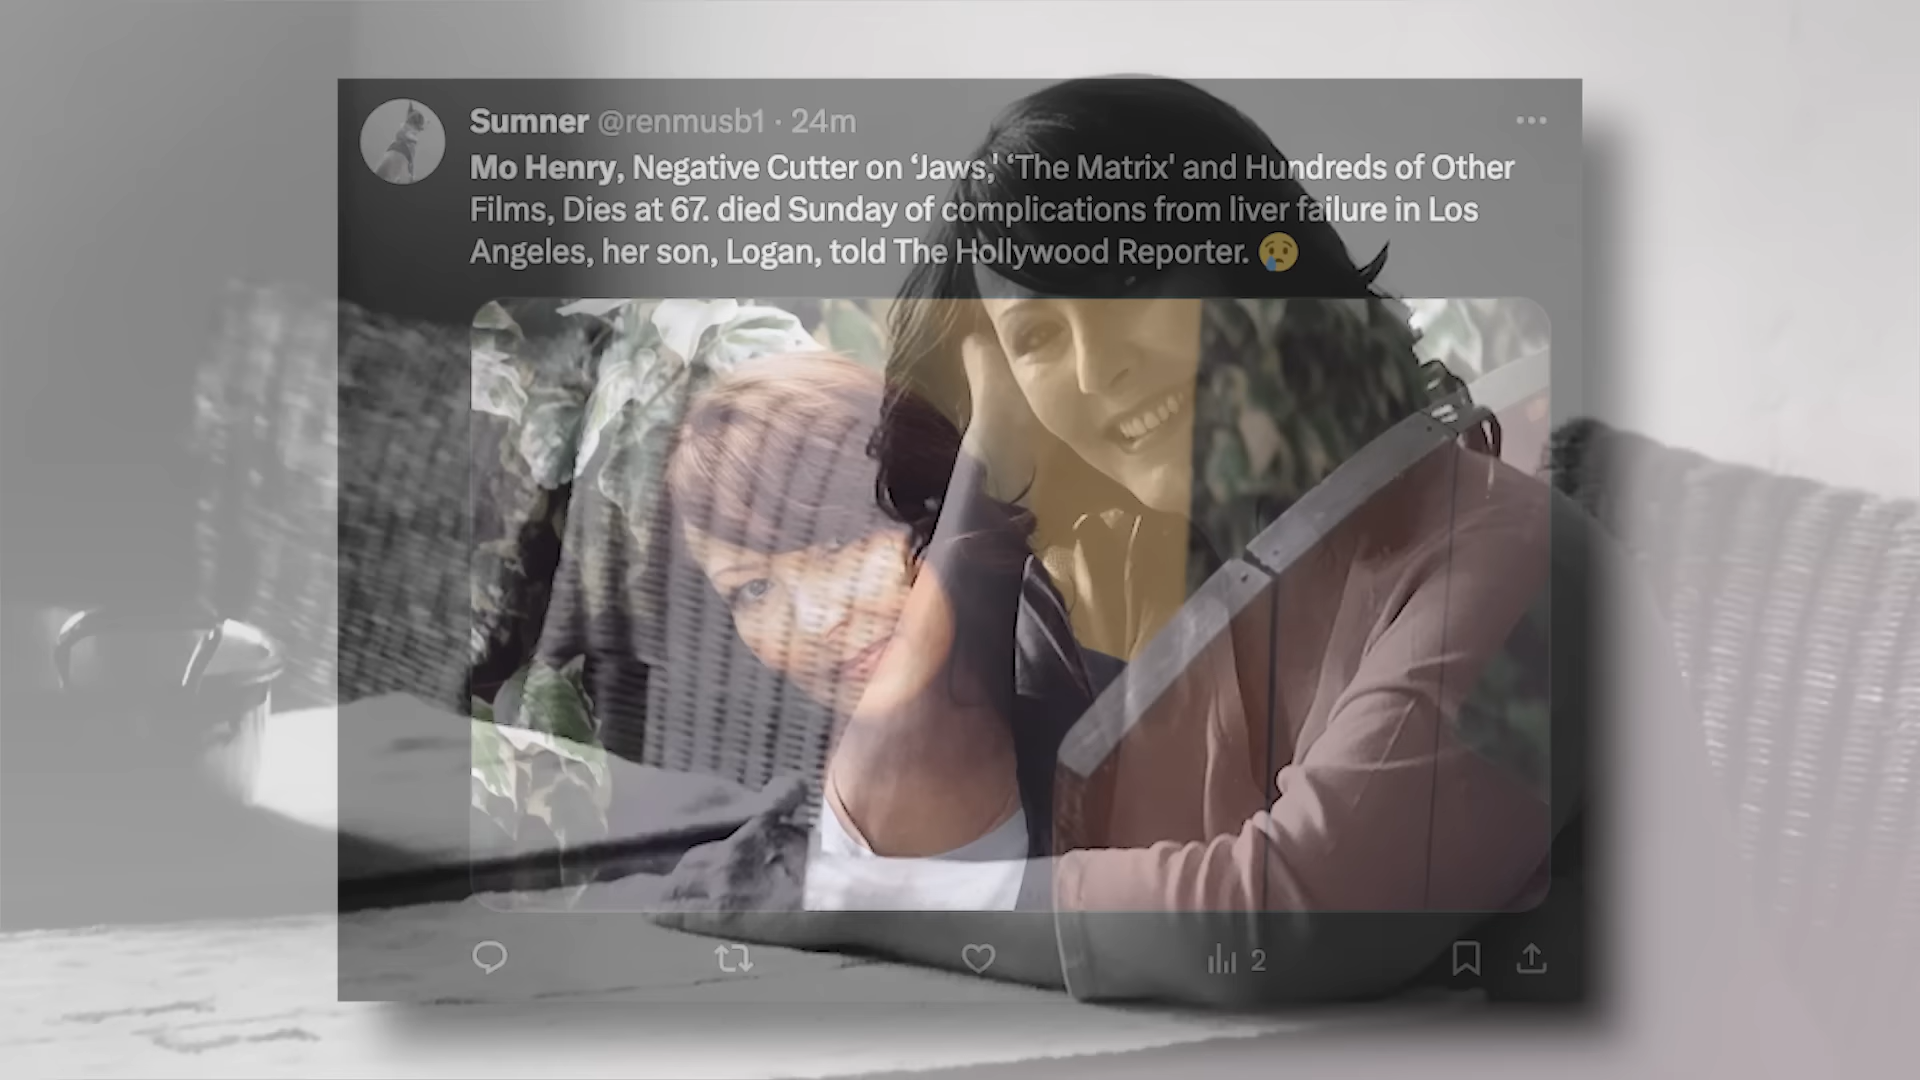 Sumner @renmusb1 · 24m
Mo Henry, Negative Cutter on ‘Jaws,' ‘The Matrix' and Hundreds of Other
Films, Dies at 67. died Sunday of complications from liver failure in Los
Angeles, her son, Logan, told The Hollywood Reporter. 😢
2